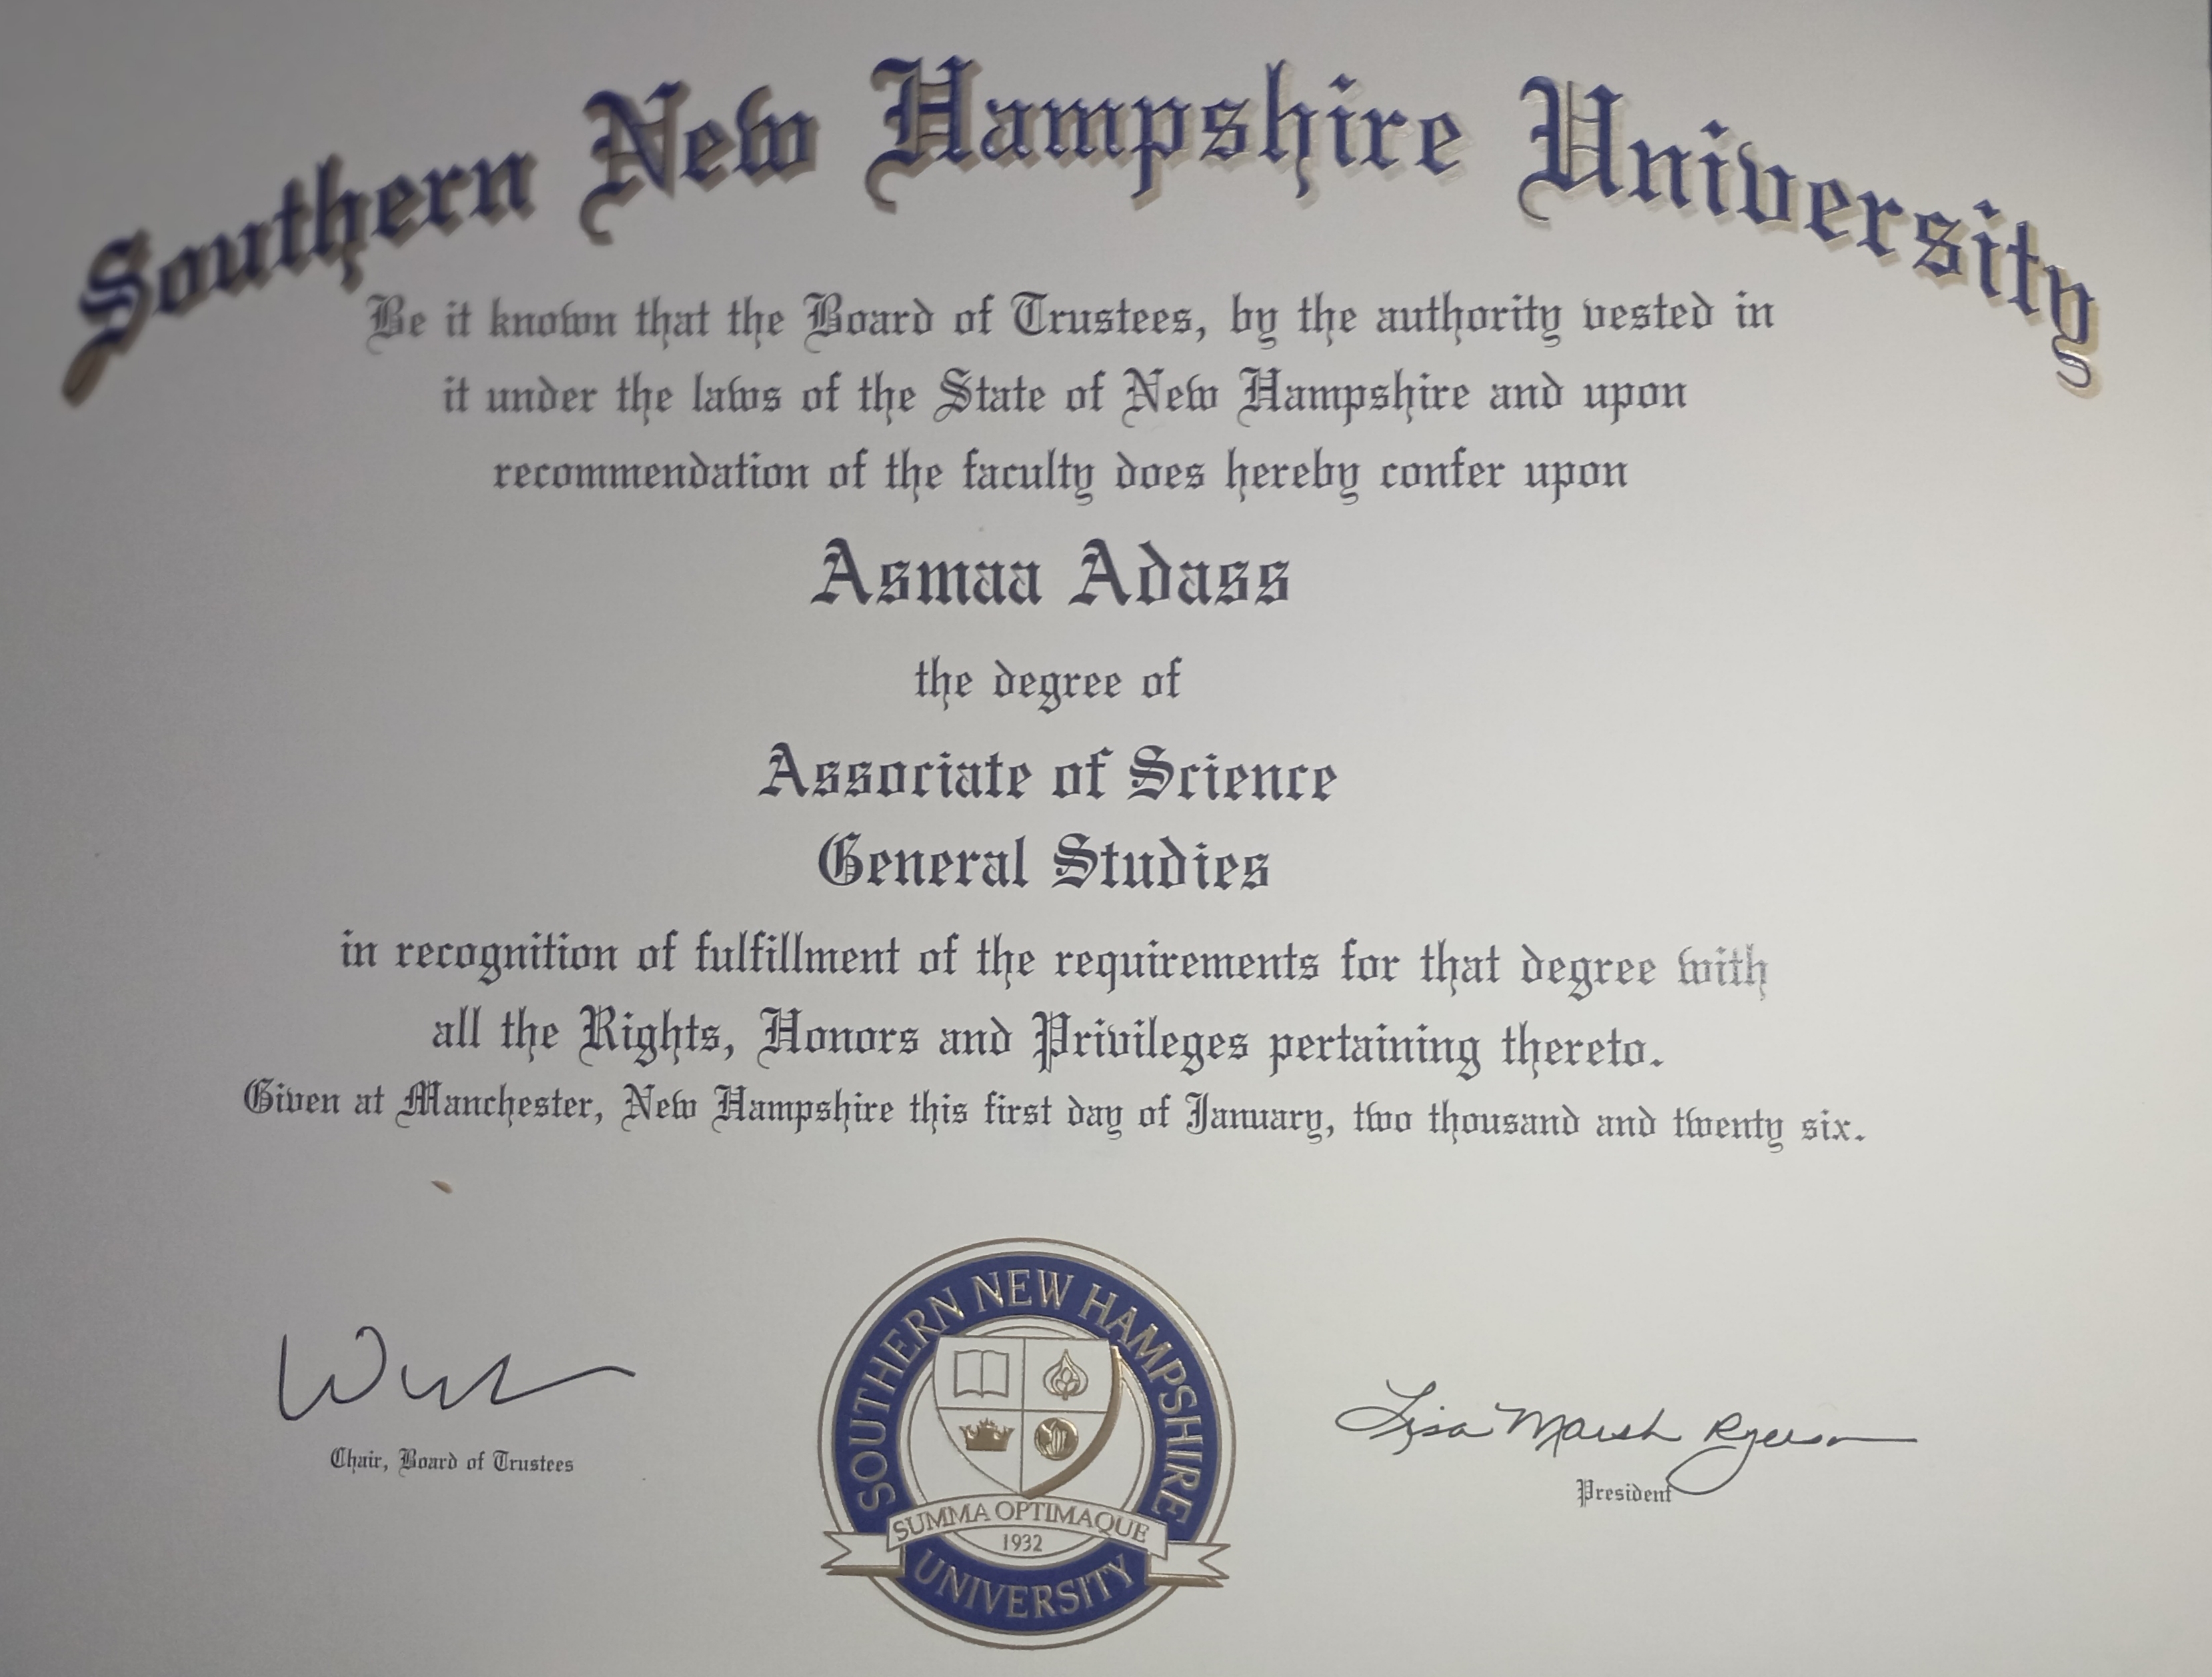 Southern New Hampshire University
Be it known that the Board of Trustees, by the authority vested in
it under the laws of the State of New Hampshire and upon
recommendation of the faculty does hereby confer upon
Asmaa Adass
the degree of
Associate of Science
General Studies
in recognition of fulfillment of the requirements for that degree with
all the Rights, Honors and Privileges pertaining thereto.
Given at Manchester, New Hampshire this first day of January, two thousand and twenty six.
Chair, Board of Trustees
SOUTHERN NEW HAMPSHIRE
SUMMA OPTIMAQUE
1932
UNIVERSITY
Lisa Marsh Ryerson
President